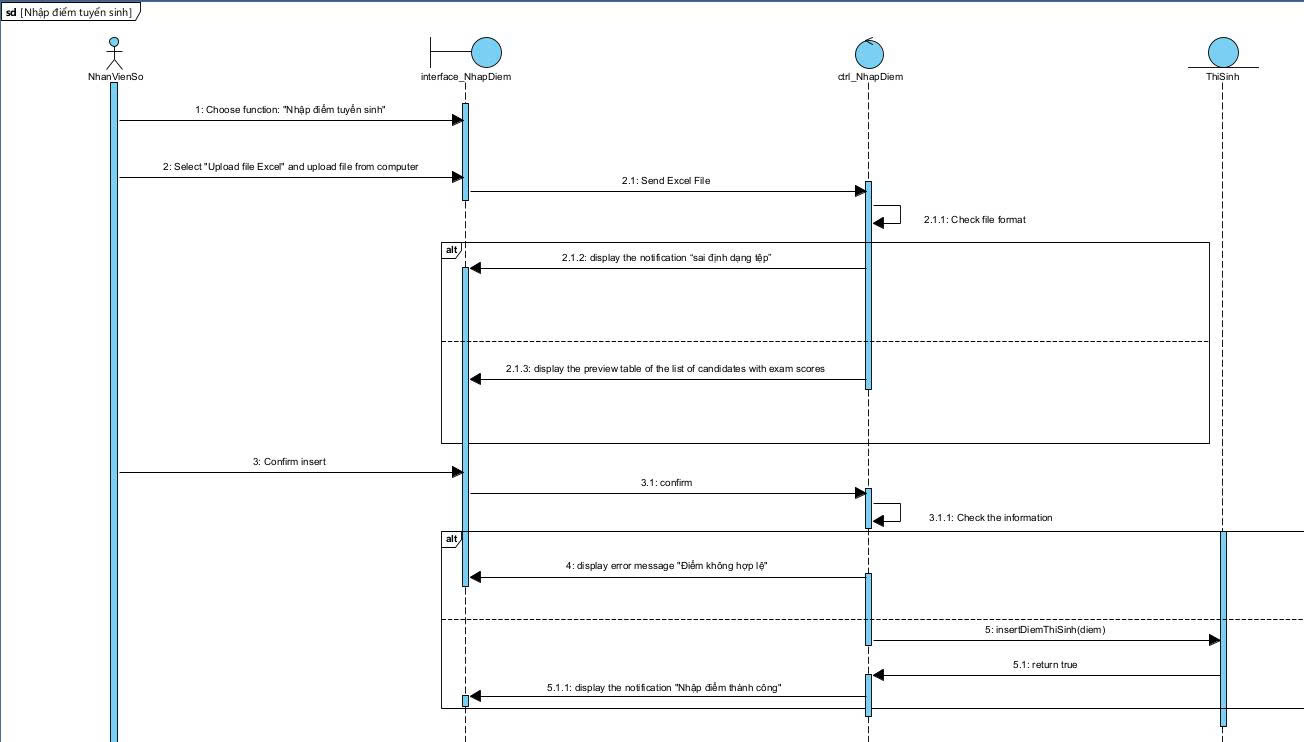 sd [Nhập điểm tuyển sinh]
NhanVienSo
interface_NhapDiem
ctrl_NhapDiem
ThiSinh
1: Choose function: "Nhập điểm tuyển sinh"
2: Select "Upload file Excel" and upload file from computer
2.1: Send Excel File
2.1.1: Check file format
alt
2.1.2: display the notification “sai định dạng tệp”
2.1.3: display the preview table of the list of candidates with exam scores
3: Confirm insert
3.1: confirm
3.1.1: Check the information
alt
4: display error message "Điểm không hợp lệ"
5: insertDiemThiSinh(diem)
5.1: return true
5.1.1: display the notification "Nhập điểm thành công"